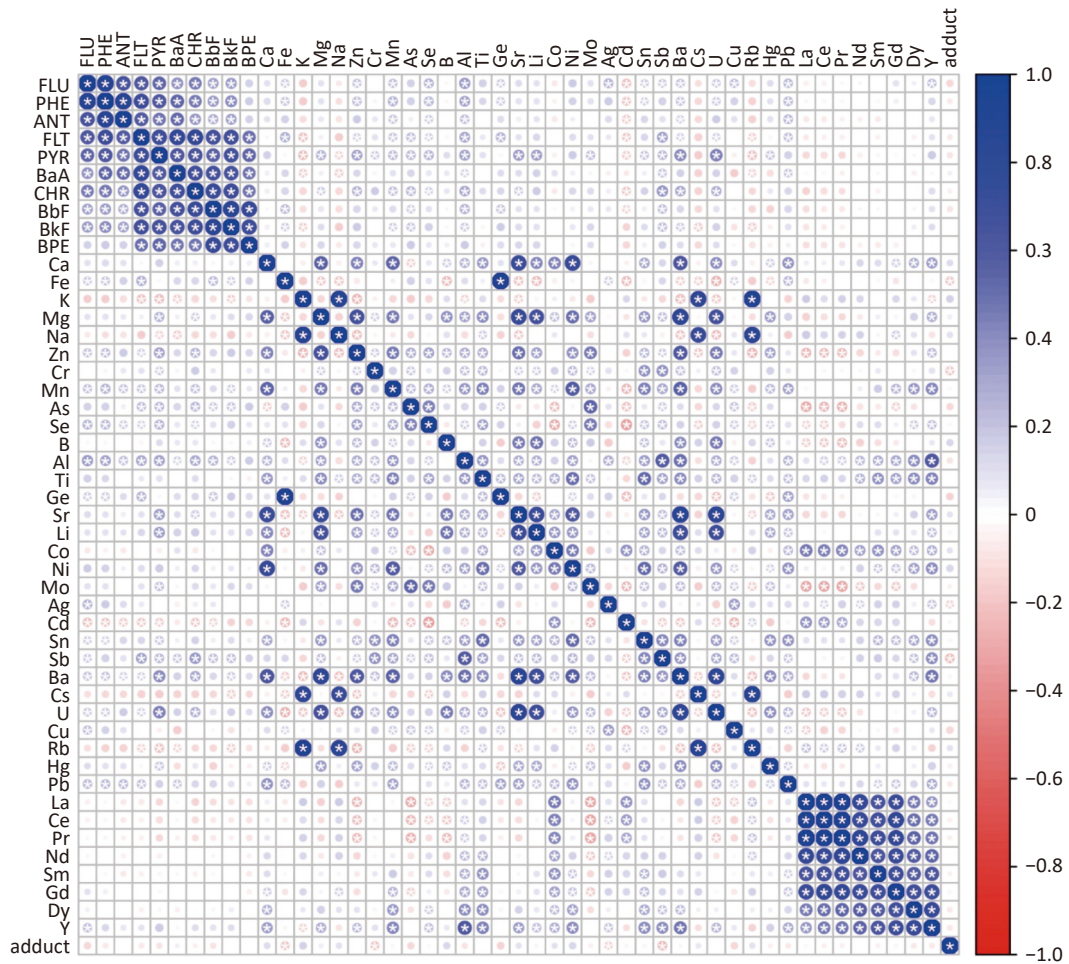 FLU PHE ANT FLT PYR BaA CHR BbF BkF BPE Ca Fe K Mg Na Zn Cr Mn As Se B Al Ti Ge Sr Li Co Ni Mo Ag Cd Sn Sb Ba Cs U Cu Rb Hg Pb La Ce Pr Nd Sm Gd Dy Y adduct
FLU
PHE
ANT
FLT
PYR
BaA
CHR
BbF
BkF
BPE
Ca
Fe
K
Mg
Na
Zn
Cr
Mn
As
Se
B
Al
Ti
Ge
Sr
Li
Co
Ni
Mo
Ag
Cd
Sn
Sb
Ba
Cs
U
Cu
Rb
Hg
Pb
La
Ce
Pr
Nd
Sm
Gd
Dy
Y
adduct
1.0
0.8
0.3
0.4
0.2
0
−0.2
−0.4
−0.6
−0.8
−1.0